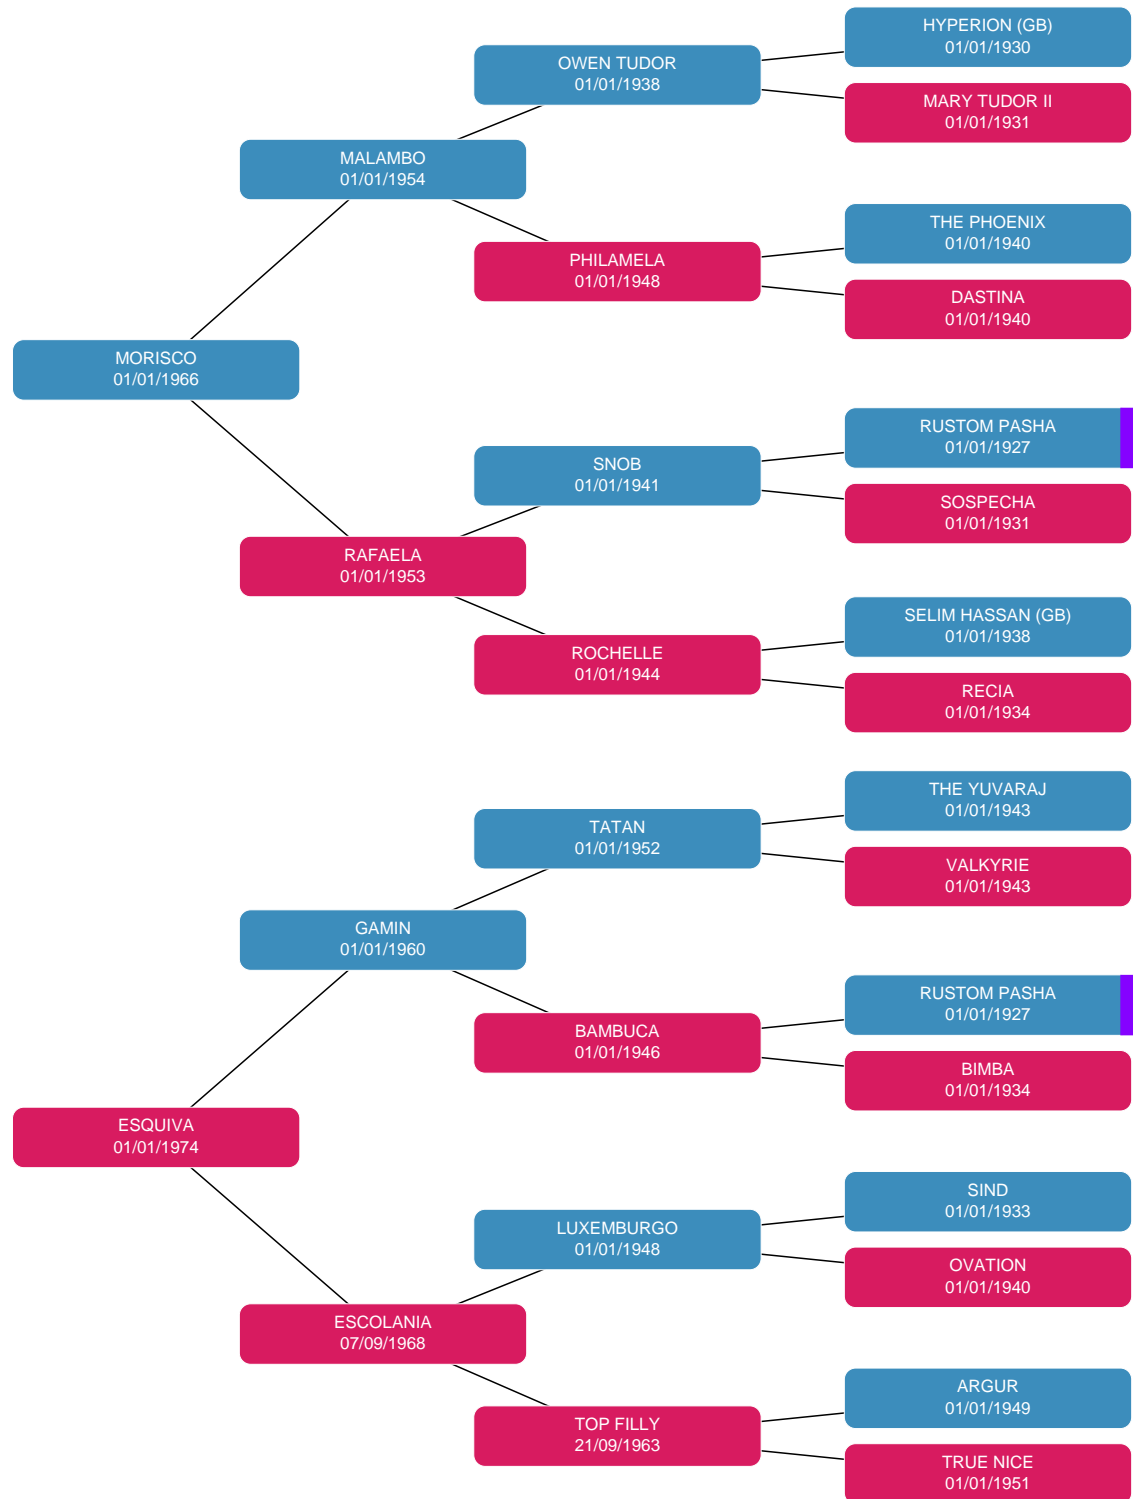 HYPERION (GB)
01/01/1930
OWEN TUDOR
01/01/1938
MARY TUDOR II
01/01/1931
MALAMBO
01/01/1954
THE PHOENIX
01/01/1940
PHILAMELA
01/01/1948
DASTINA
01/01/1940
MORISCO
01/01/1966
RUSTOM PASHA
01/01/1927
SNOB
01/01/1941
SOSPECHA
01/01/1931
RAFAELA
01/01/1953
SELIM HASSAN (GB)
01/01/1938
ROCHELLE
01/01/1944
RECIA
01/01/1934
THE YUVARAJ
01/01/1943
TATAN
01/01/1952
VALKYRIE
01/01/1943
GAMIN
01/01/1960
RUSTOM PASHA
01/01/1927
BAMBUCA
01/01/1946
BIMBA
01/01/1934
ESQUIVA
01/01/1974
SIND
01/01/1933
LUXEMBURGO
01/01/1948
OVATION
01/01/1940
ESCOLANIA
07/09/1968
ARGUR
01/01/1949
TOP FILLY
21/09/1963
TRUE NICE
01/01/1951